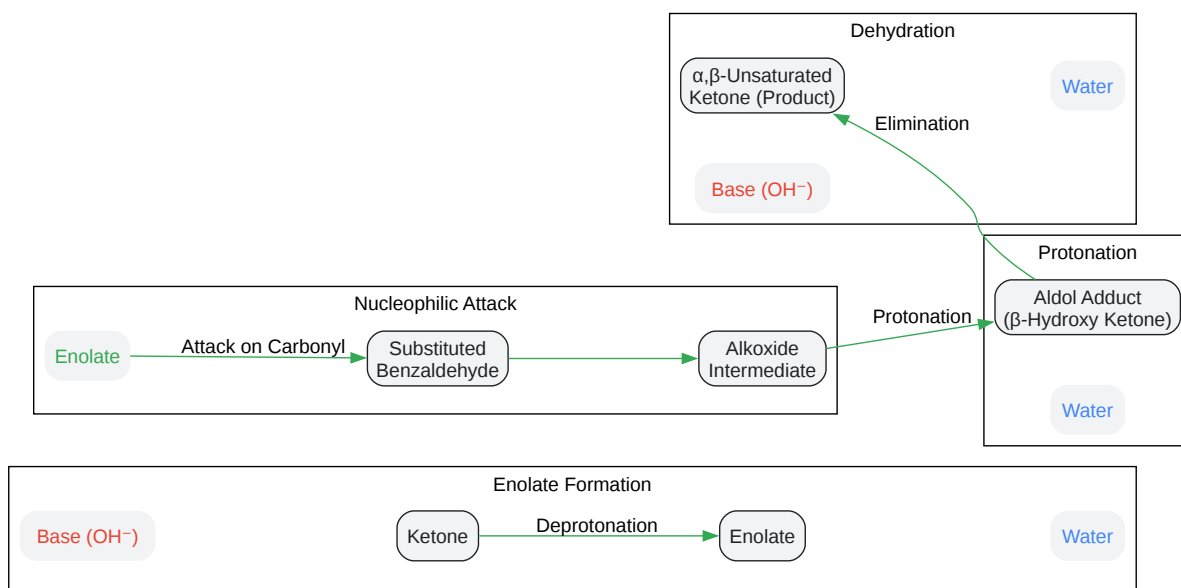 Dehydration
α,β-Unsaturated
Ketone (Product)
Water
Elimination
Base (OH⁻)
Protonation
Aldol Adduct
(β-Hydroxy Ketone)
Water
Nucleophilic Attack
Enolate
Attack on Carbonyl
Substituted
Benzaldehyde
Alkoxide
Intermediate
Protonation
Enolate Formation
Base (OH⁻)
Ketone
Deprotonation
Enolate
Water